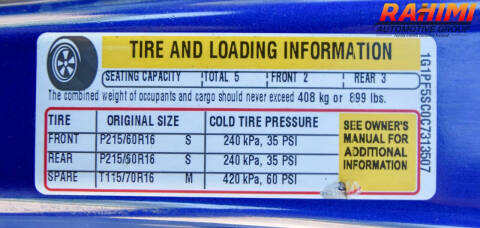 RAHIMI
AUTOMOTIVE GROUP
TIRE AND LOADING INFORMATION
SEATING CAPACITY TOTAL 5 FRONT 2 REAR 3
The combined weight of occupants and cargo should never exceed 408 kg or 899 lbs.
TIRE ORIGINAL SIZE COLD TIRE PRESSURE
FRONT P215/60R16 S 240 kPa, 35 PSI
REAR P215/60R16 S 240 kPa, 35 PSI
SPARE T115/70R16 M 420 kPa, 60 PSI
SEE OWNER'S
MANUAL FOR
ADDITIONAL
INFORMATION
1G1PF5SC0C7313507